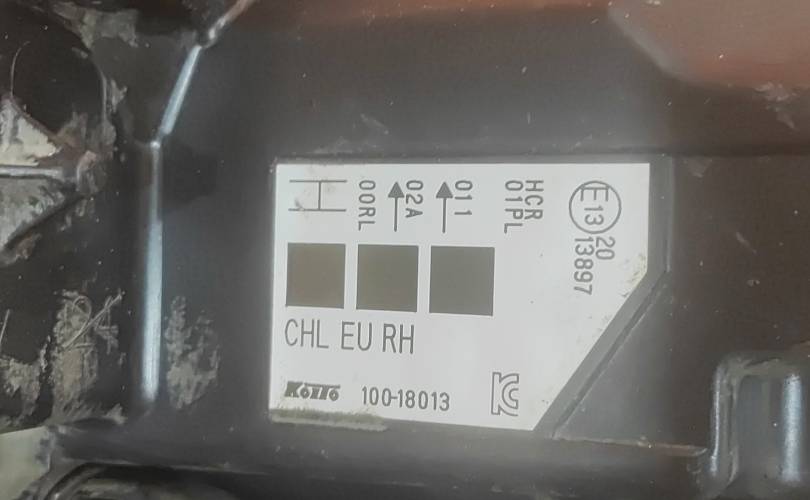 E13 20
13897
HCR
01PL
011
02A
00RL
CHL EU RH
KOITO 100-18013